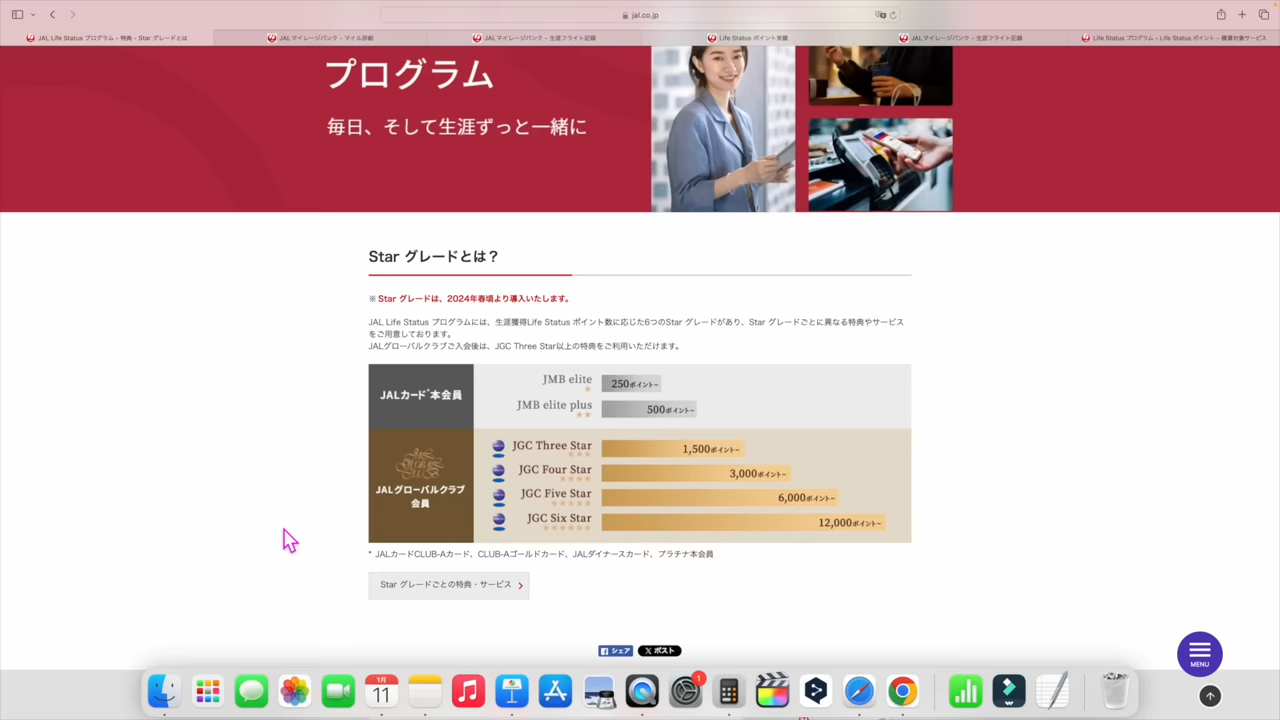 jal.co.jp
JAL Life Status プログラム - 特典 - Star グレードとは
JALマイレージバンク - マイル詳細
JALマイレージバンク - 生涯フライト記録
Life Status ポイント実績
JALマイレージバンク - 生涯フライト記録
Life Status プログラム - Life Status ポイント - 積算対象サービス
プログラム
毎日、そして生涯ずっと一緒に
Star グレードとは？
※ Star グレードは、2024年春頃より導入いたします。
JAL Life Status プログラムには、生涯獲得Life Status ポイント数に応じた6つのStar グレードがあり、Star グレードごとに異なる特典やサービス
をご用意しております。
JALグローバルクラブご入会後は、JGC Three Star以上の特典をご利用いただけます。
JALカード*本会員
JMB elite
250ポイント~
JMB elite plus
500ポイント~
JALグローバルクラブ
会員
JGC Three Star
1,500ポイント~
JGC Four Star
3,000ポイント~
JGC Five Star
6,000ポイント~
JGC Six Star
12,000ポイント~
* JALカードCLUB-Aカード、CLUB-Aゴールドカード、JALダイナースカード、プラチナ本会員
Star グレードごとの特典・サービス
シェア
ポスト
MENU
1月
11
1